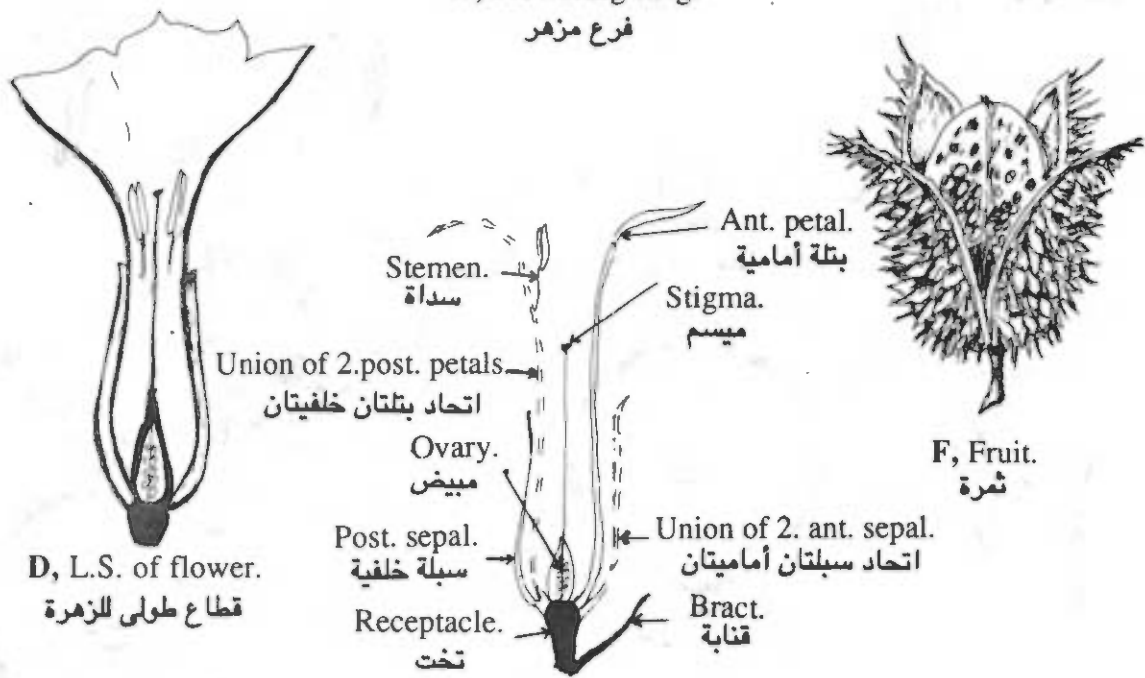 فرع مزهر
Stemen.
سداة
Ant. petal.
بتلة أمامية
Stigma.
ميسم
Union of 2.post. petals
اتحاد بتلتان خلفيتان
Ovary.
مبيض
Post. sepal.
سبلة خلفية
Union of 2. ant. sepal.
اتحاد سبلتان أماميتان
Receptacle.
تخت
Bract.
قنابة
D, L.S. of flower.
قطاع طولى للزهرة
F, Fruit.
ثمرة